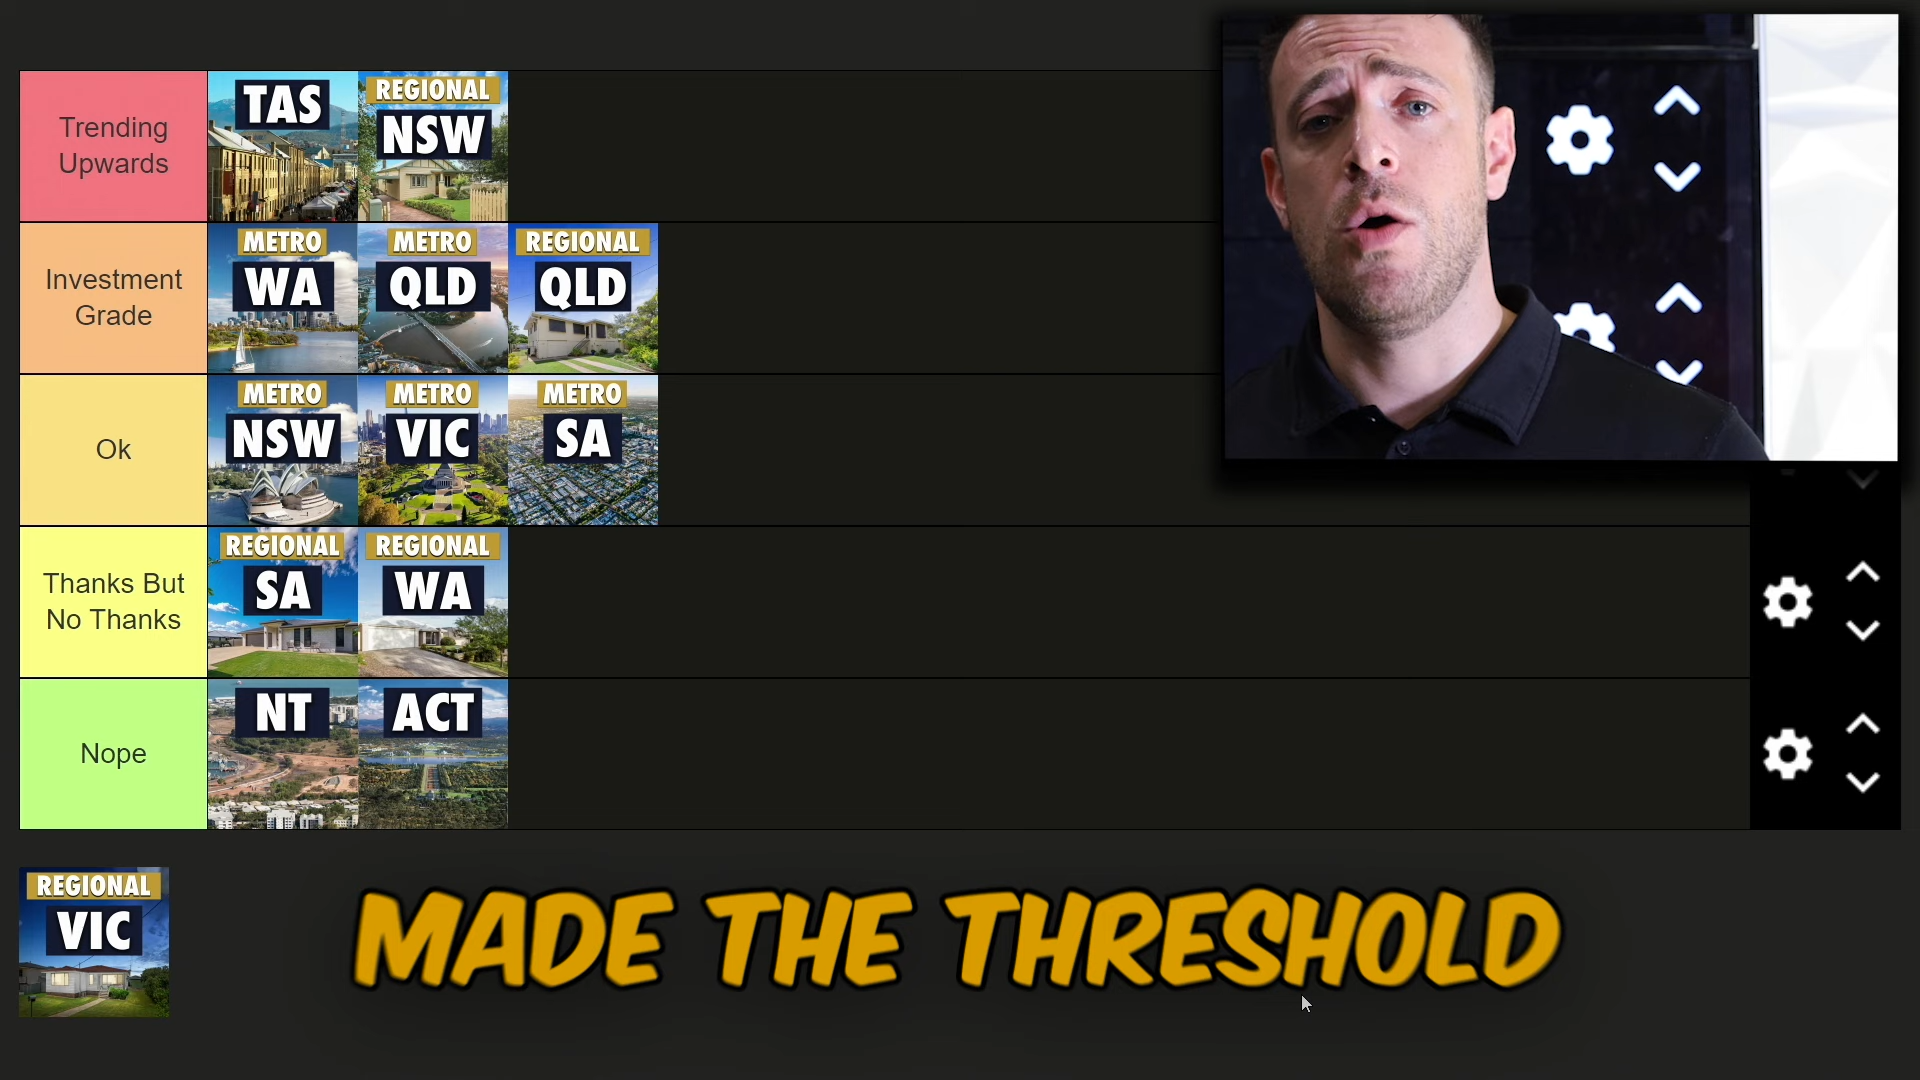 Trending
Upwards
TAS
REGIONAL
NSW
Investment
Grade
METRO
WA
METRO
QLD
REGIONAL
QLD
Ok
METRO
NSW
METRO
VIC
METRO
SA
Thanks But
No Thanks
REGIONAL
SA
REGIONAL
WA
Nope
NT
ACT
REGIONAL
VIC
MADE THE THRESHOLD